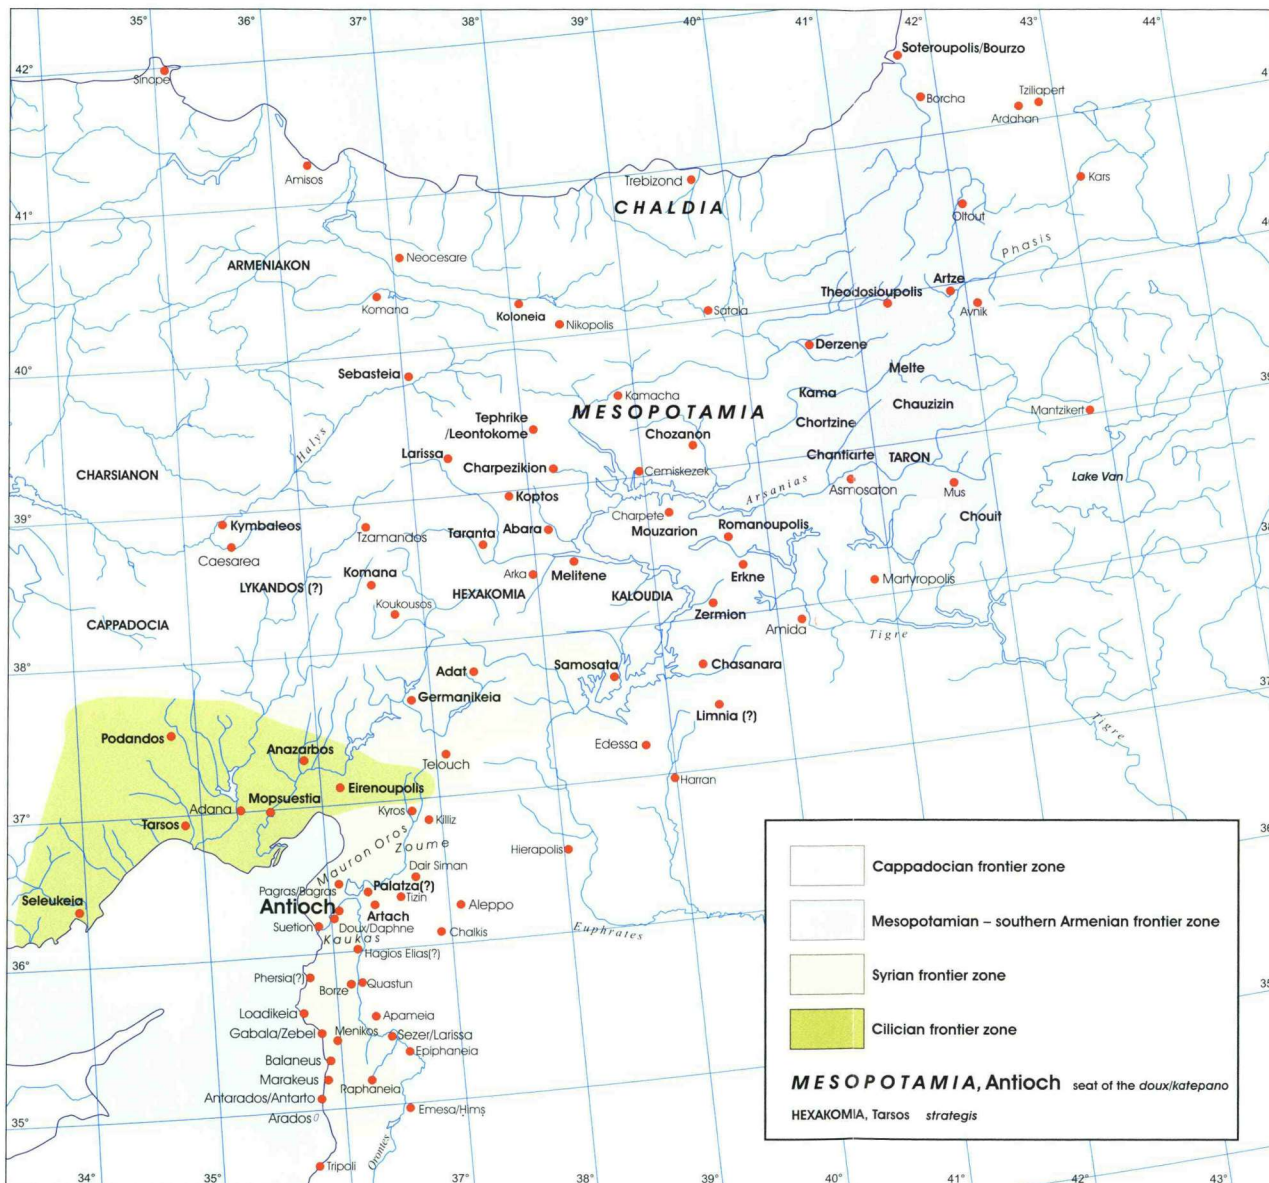 35°
36°
37°
38°
39°
40°
41°
42°
43°
44°
Soteroupolis/Bourzo
42°
Sinope
Borcha
Tziliapert
Ardahan
41
Amisos
Trebizond
Kars
CHALDIA
Oltout
41°
40
Phasis
ARMENIAKON
Neocesare
Artze
Theodosioupolis
Komana
Koloneia
Nikopolis
Satala
Avnik
Derzene
40°
Sebasteia
Melte
39
Kama
Kamacha
Chauzizin
MESOPOTAMIA
Mantzikert
Tephrike
/Leontokome
Chortzine
Halys
Chozanon
Larissa
Chantiarte
TARON
CHARSIANON
Charpezikion
Cemiskezek
Lake Van
Arsanias
Asmosaton
Mus
Koptos
39°
Charpete
Chouit
38
Kymbaleos
Tzamandos
Taranta
Abara
Mouzarion
Romanoupolis
Caesarea
Komana
Arka
Melitene
Erkne
Martyropolis
LYKANDOS (?)
HEXAKOMIA
KALOUDIA
Koukousos
Zermion
CAPPADOCIA
Amida
Tigre
38°
Adat
Samosata
Chasanara
37
Germanikeia
Limnia (?)
Tigre
Podandos
Edessa
Anazarbos
Telouch
Harran
Eirenoupolis
Mopsuestia
Adana
Kyros
Killiz
37°
Tarsos
36
Mauron Oros
Zoume
Hierapolis
Dair Siman
Pagras/Bagras
Palatza(?)
Seleukeia
Antioch
Tizin
Aleppo
Artach
Suetion
Doux/Daphne
Chalkis
Euphrates
Kaukas
Hagios Elias(?)
36°
Phersia(?)
Borze
Quastun
35
Loadikeia
Apameia
Gabala/Zebel
Menikos
Sezer/Larissa
Epiphaneia
Balaneus
Marakeus
Raphaneia
Antarados/Antarto
Emesa/Hims
Arados
35°
Orontes
Tripoli
34°
35°
36°
37°
38°
39°
40°
41°
42°
43°
Cappadocian frontier zone
Mesopotamian – southern Armenian frontier zone
Syrian frontier zone
Cilician frontier zone
MESOPOTAMIA, Antioch seat of the doux/katepano
HEXAKOMIA, Tarsos strategis